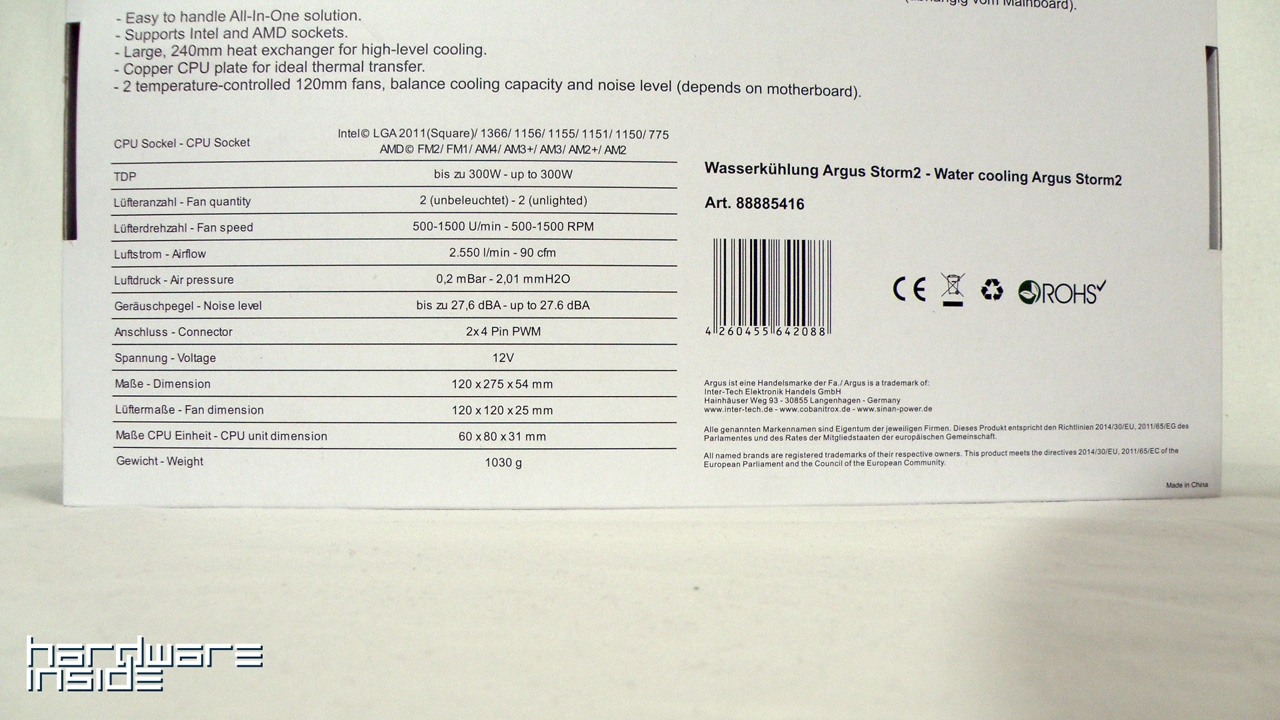 vom Mainboard).
- Easy to handle All-In-One solution.
- Supports Intel and AMD sockets.
- Large, 240mm heat exchanger for high-level cooling.
- Copper CPU plate for ideal thermal transfer.
- 2 temperature-controlled 120mm fans, balance cooling capacity and noise level (depends on motherboard).
CPU Sockel - CPU Socket
Intel© LGA 2011(Square)/ 1366/ 1156/ 1155/ 1151/ 1150/ 775
AMD© FM2/ FM1/ AM4/ AM3+/ AM3/ AM2+/ AM2
TDP bis zu 300W - up to 300W
Lüfteranzahl - Fan quantity 2 (unbeleuchtet) - 2 (unlighted)
Lüfterdrehzahl - Fan speed 500-1500 U/min - 500-1500 RPM
Luftstrom - Airflow 2.550 l/min - 90 cfm
Luftdruck - Air pressure 0,2 mBar - 2,01 mmH2O
Geräuschpegel - Noise level bis zu 27,6 dBA - up to 27.6 dBA
Anschluss - Connector 2x 4 Pin PWM
Spannung - Voltage 12V
Maße - Dimension 120 x 275 x 54 mm
Lüftermaße - Fan dimension 120 x 120 x 25 mm
Maße CPU Einheit - CPU unit dimension 60 x 80 x 31 mm
Gewicht - Weight 1030 g
Wasserkühlung Argus Storm2 - Water cooling Argus Storm2
Art. 88885416
4 260455 642088
CE ROHS
Argus ist eine Handelsmarke der Fa./ Argus is a trademark of:
Inter-Tech Elektronik Handels GmbH
Hainhäuser Weg 93 - 30855 Langenhagen - Germany
www.inter-tech.de - www.cobanitrox.de - www.sinan-power.de
Alle genannten Markennamen sind Eigentum der jeweiligen Firmen. Dieses Produkt entspricht den Richtlinien 2014/30/EU, 2011/65/EG des
Parlamentes und des Rates der Mitgliedstaaten der europäischen Gemeinschaft.
All named brands are registered trademarks of their respective owners. This product meets the directives 2014/30/EU, 2011/65/EC of the
European Parliament and the Council of the European Community.
Made in China
hardware
inside